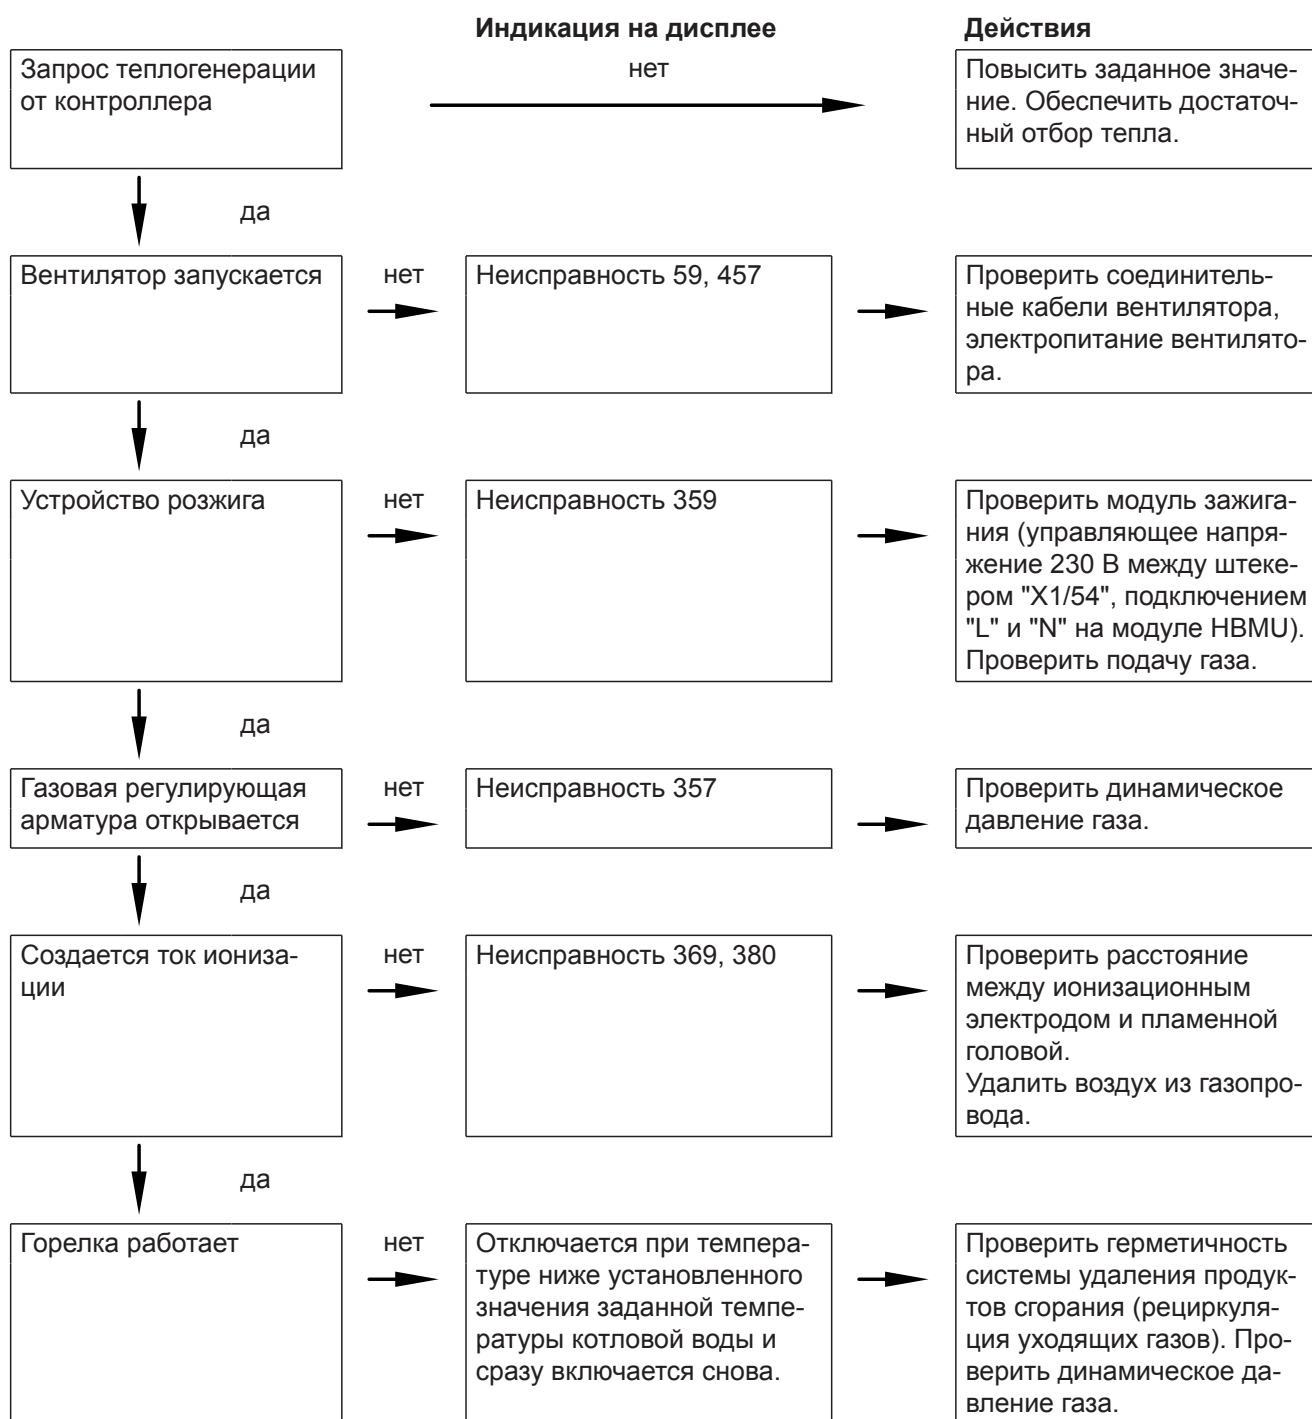 Индикация на дисплее
Действия
Запрос теплогенерации
от контроллера
нет
Повысить заданное значе-
ние. Обеспечить достаточ-
ный отбор тепла.
да
Вентилятор запускается
нет
Неисправность 59, 457
Проверить соединитель-
ные кабели вентилятора,
электропитание вентилято-
ра.
да
Устройство розжига
нет
Неисправность 359
Проверить модуль зажига-
ния (управляющее напря-
жение 230 В между штеке-
ром "X1/54", подключением
"L" и "N" на модуле HBMU).
Проверить подачу газа.
да
Газовая регулирующая
арматура открывается
нет
Неисправность 357
Проверить динамическое
давление газа.
да
Создается ток иониза-
ции
нет
Неисправность 369, 380
Проверить расстояние
между ионизационным
электродом и пламенной
головой.
Удалить воздух из газопро-
вода.
да
Горелка работает
нет
Отключается при темпера-
туре ниже установленного
значения заданной темпе-
ратуры котловой воды и
сразу включается снова.
Проверить герметичность
системы удаления продук-
тов сгорания (рециркуля-
ция уходящих газов). Про-
верить динамическое да-
вление газа.